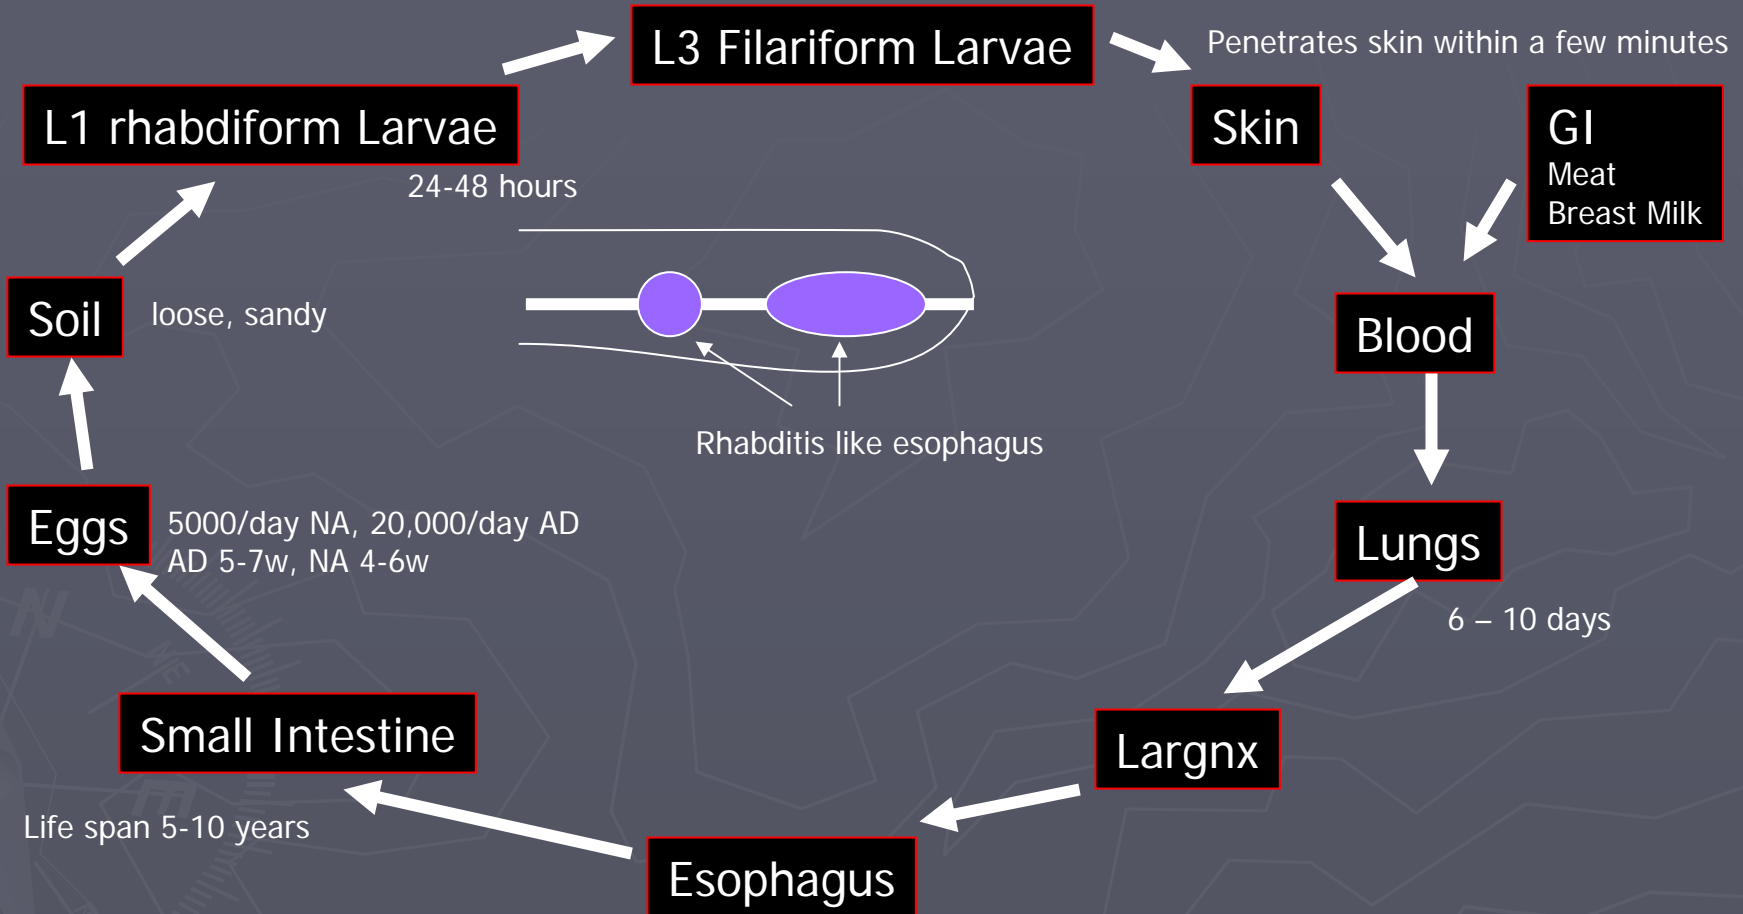 L3 Filariform Larvae
Penetrates skin within a few minutes
L1 rhabdiform Larvae
24-48 hours
Skin
GI
Meat
Breast Milk
Soil
loose, sandy
Blood
Rhabditis like esophagus
Eggs
5000/day NA, 20,000/day AD
AD 5-7w, NA 4-6w
Lungs
6 – 10 days
N
NE
Small Intestine
Largnx
E
Life span 5-10 years
Esophagus